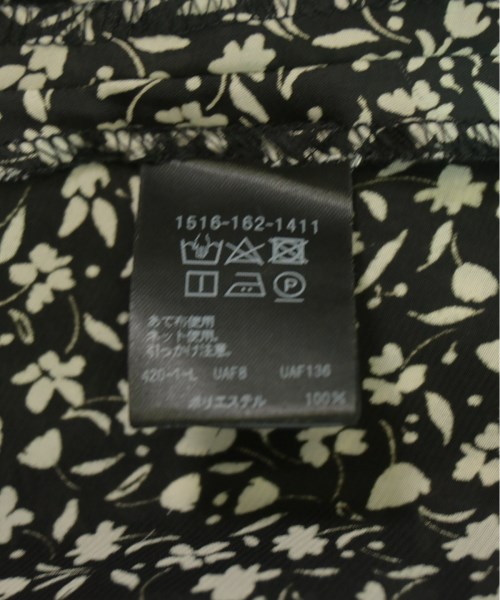 1516-162-1411
あて布使用
ネット使用。
引っかけ注意。
420-1-L UAF8 UAF136
ポリエステル 100%